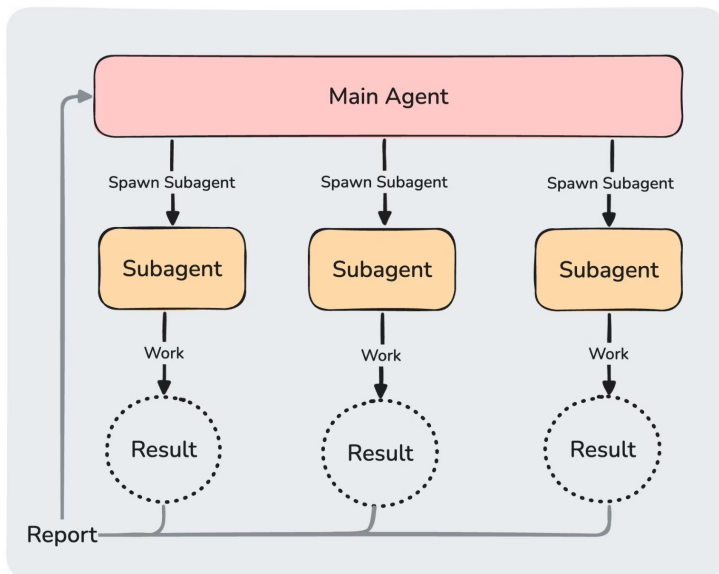 Main Agent
Spawn Subagent
Spawn Subagent
Spawn Subagent
Subagent
Subagent
Subagent
Work
Work
Work
Result
Result
Result
Report